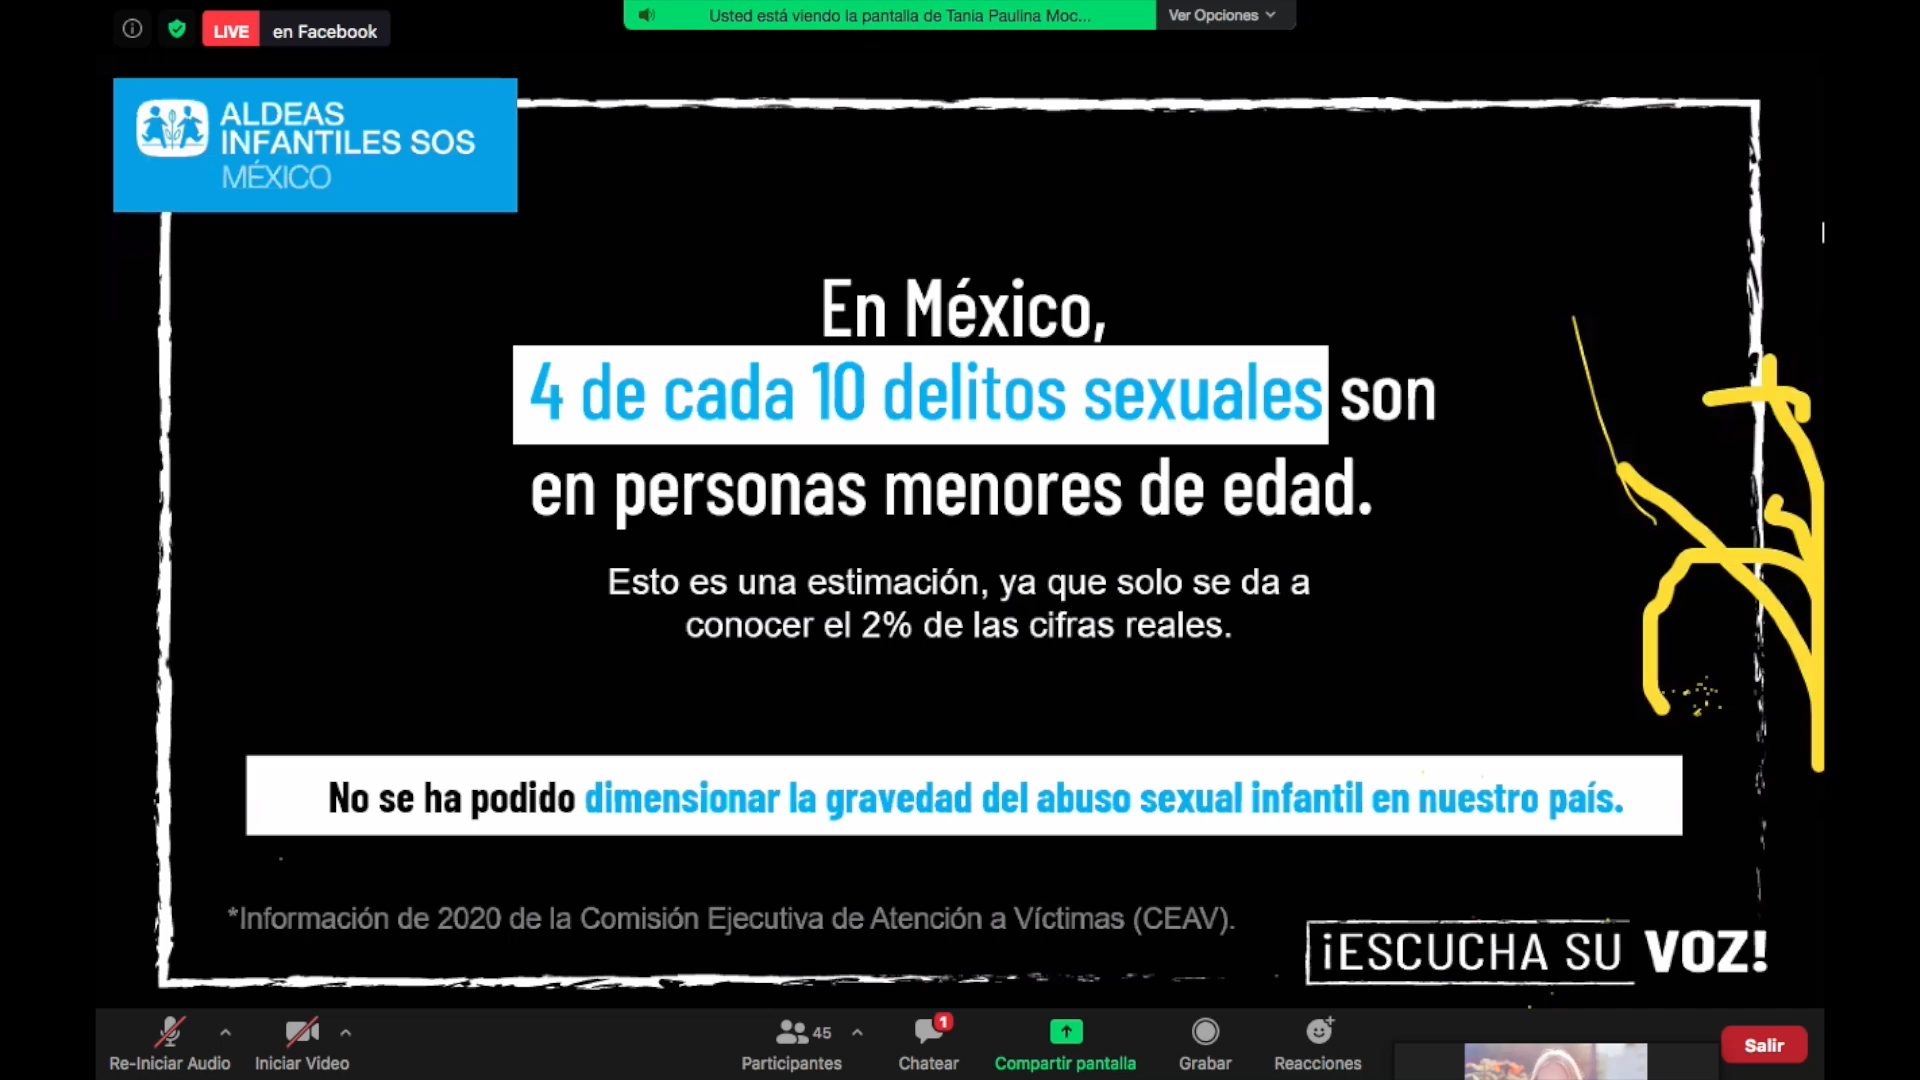 LIVE en Facebook
Usted está viendo la pantalla de Tania Paulina Moc...
Ver Opciones
ALDEAS
INFANTILES SOS
MÉXICO
En México,
4 de cada 10 delitos sexuales son
en personas menores de edad.
Esto es una estimación, ya que solo se da a
conocer el 2% de las cifras reales.
No se ha podido dimensionar la gravedad del abuso sexual infantil en nuestro país.
*Información de 2020 de la Comisión Ejecutiva de Atención a Víctimas (CEAV).
¡ESCUCHA SU VOZ!
Re-Iniciar Audio
Iniciar Video
45
Participantes
1
Chatear
Compartir pantalla
Grabar
Reacciones
Salir